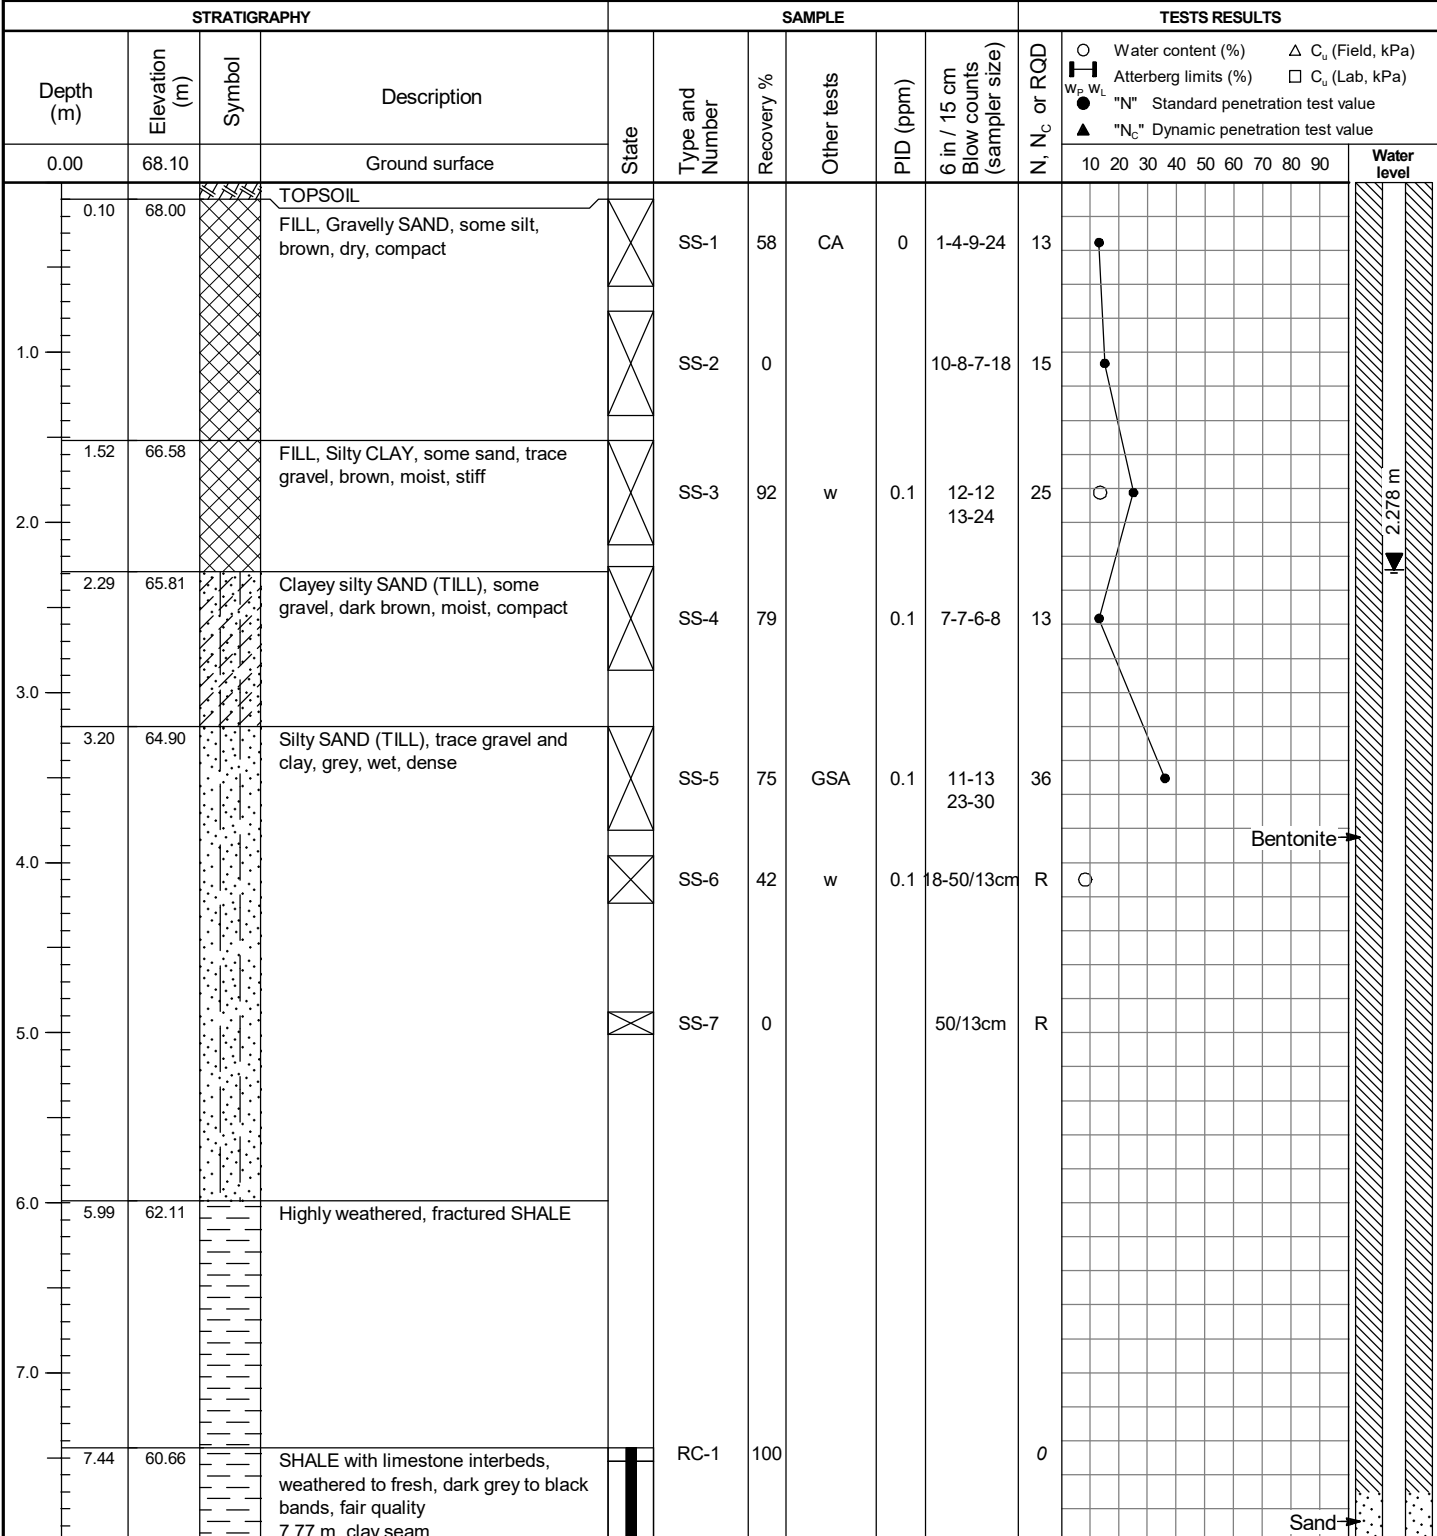 STRATIGRAPHY SAMPLE TESTS RESULTS
Depth (m)
Elevation (m)
Symbol
Description
State
Type and Number
Recovery %
Other tests
PID (ppm)
6 in / 15 cm Blow counts (sampler size)
N, NC or RQD
Water content (%) Cu (Field, kPa)
Atterberg limits (%) Cu (Lab, kPa)
WP WL
"N" Standard penetration test value
"NC" Dynamic penetration test value
0.00 68.10 Ground surface
10 20 30 40 50 60 70 80 90
Water level
TOPSOIL
0.10 68.00
FILL, Gravelly SAND, some silt,
brown, dry, compact
SS-1 58 CA 0 1-4-9-24 13
1.0
SS-2 0 10-8-7-18 15
1.52 66.58 FILL, Silty CLAY, some sand, trace
gravel, brown, moist, stiff
SS-3 92 w 0.1 12-12
13-24
25
2.278 m
2.0
2.29 65.81 Clayey silty SAND (TILL), some
gravel, dark brown, moist, compact
SS-4 79 0.1 7-7-6-8 13
3.0
3.20 64.90 Silty SAND (TILL), trace gravel and
clay, grey, wet, dense
SS-5 75 GSA 0.1 11-13
23-30
36
Bentonite
4.0
SS-6 42 w 0.1 18-50/13cm R
5.0
SS-7 0 50/13cm R
6.0
5.99 62.11 Highly weathered, fractured SHALE
7.0
7.44 60.66 SHALE with limestone interbeds,
weathered to fresh, dark grey to black
bands, fair quality
7.77 m, clay seam
RC-1 100 0
Sand